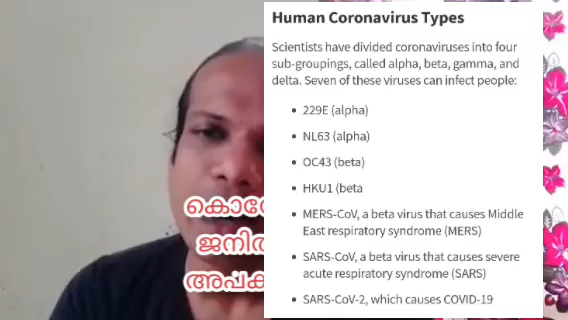 Human Coronavirus Types
Scientists have divided coronaviruses into four
sub-groupings, called alpha, beta, gamma, and
delta. Seven of these viruses can infect people:
• 229E (alpha)
• NL63 (alpha)
• OC43 (beta)
• HKU1 (beta
• MERS-CoV, a beta virus that causes Middle
East respiratory syndrome (MERS)
• SARS-CoV, a beta virus that causes severe
acute respiratory syndrome (SARS)
• SARS-CoV-2, which causes COVID-19